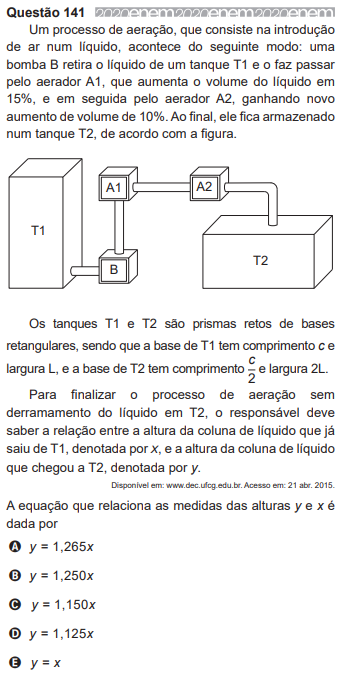 Questão 141 2020enem2020enem2020enem
Um processo de aeração, que consiste na introdução
de ar num líquido, acontece do seguinte modo: uma
bomba B retira o líquido de um tanque T1 e o faz passar
pelo aerador A1, que aumenta o volume do líquido em
15%, e em seguida pelo aerador A2, ganhando novo
aumento de volume de 10%. Ao final, ele fica armazenado
num tanque T2, de acordo com a figura.
A1
A2
T1
B
T2
Os tanques T1 e T2 são prismas retos de bases
retangulares, sendo que a base de T1 tem comprimento c e
largura L, e a base de T2 tem comprimento c/2 e largura 2L.
Para finalizar o processo de aeração sem
derramamento do líquido em T2, o responsável deve
saber a relação entre a altura da coluna de líquido que já
saiu de T1, denotada por x, e a altura da coluna de líquido
que chegou a T2, denotada por y.
Disponível em: www.dec.ufcg.edu.br. Acesso em: 21 abr. 2015.
A equação que relaciona as medidas das alturas y e x é
dada por
A y = 1,265x
B y = 1,250x
C y = 1,150x
D y = 1,125x
E y = x